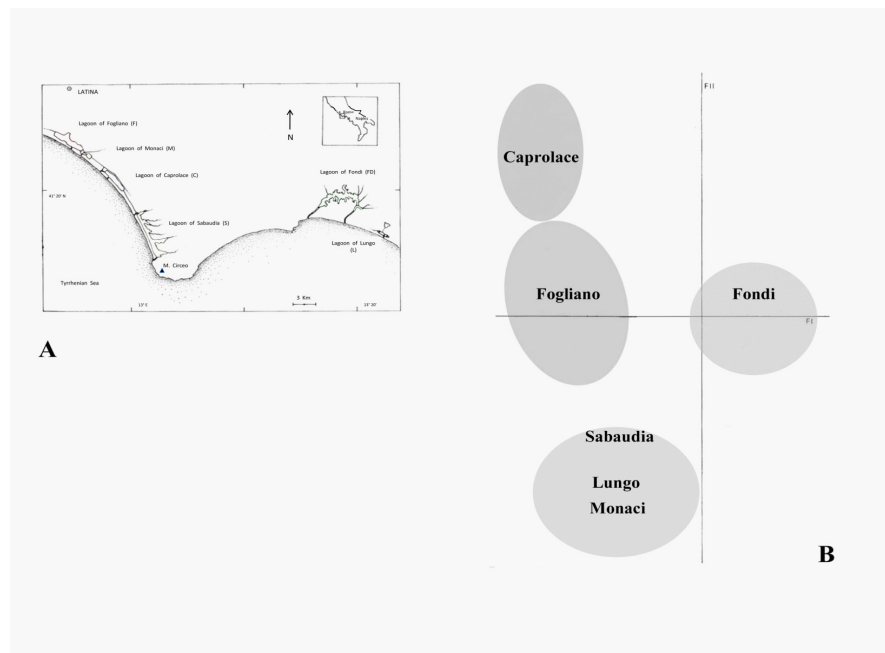 LATINA
Lagoon of Fogliano (F)
Lagoon of Monaci (M)
Lagoon of Caprolace (C)
N
Naples
Lagoon of Fondi (FD)
41° 20' N
Lagoon of Sabaudia (S)
Lagoon of Lungo
(L)
M. Circeo
Tyrrhenian Sea
3 Km
13° E
13° 20'
A
FII
Caprolace
Fogliano
Fondi
FI
Sabaudia
Lungo
Monaci
B